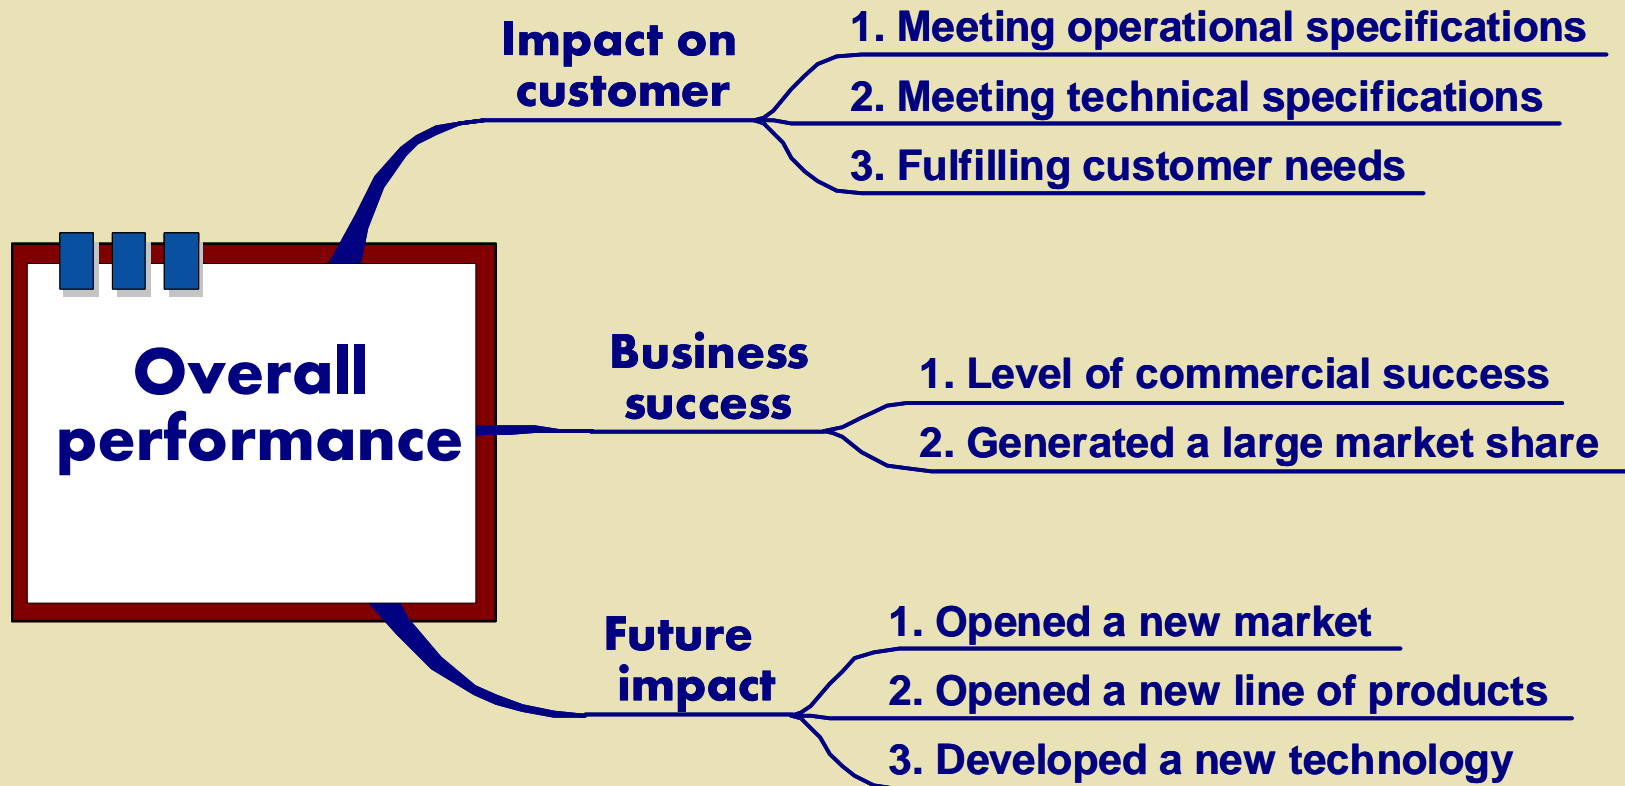 Impact on
customer
1. Meeting operational specifications
2. Meeting technical specifications
3. Fulfilling customer needs
Overall
performance
Business
success
1. Level of commercial success
2. Generated a large market share
Future
impact
1. Opened a new market
2. Opened a new line of products
3. Developed a new technology